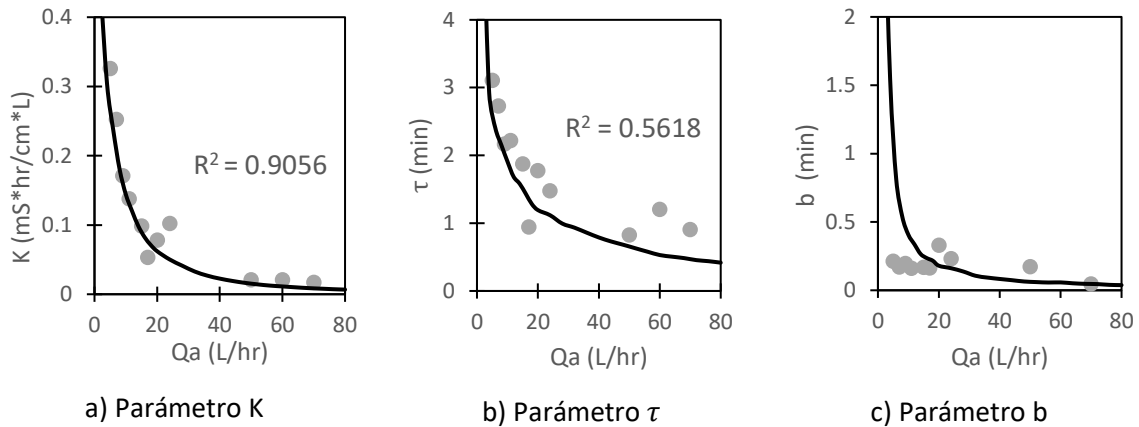 K (mS*hr/cm*L)
0.4
0.3
0.2
0.1
0
R² = 0.9056
0 20 40 60 80
Qa (L/hr)
a) Parámetro K
τ (min)
4
3
2
1
0
R² = 0.5618
0 20 40 60 80
Qa (L/hr)
b) Parámetro τ
b (min)
2
1.5
1
0.5
0
0 20 40 60 80
Qa (L/hr)
c) Parámetro b